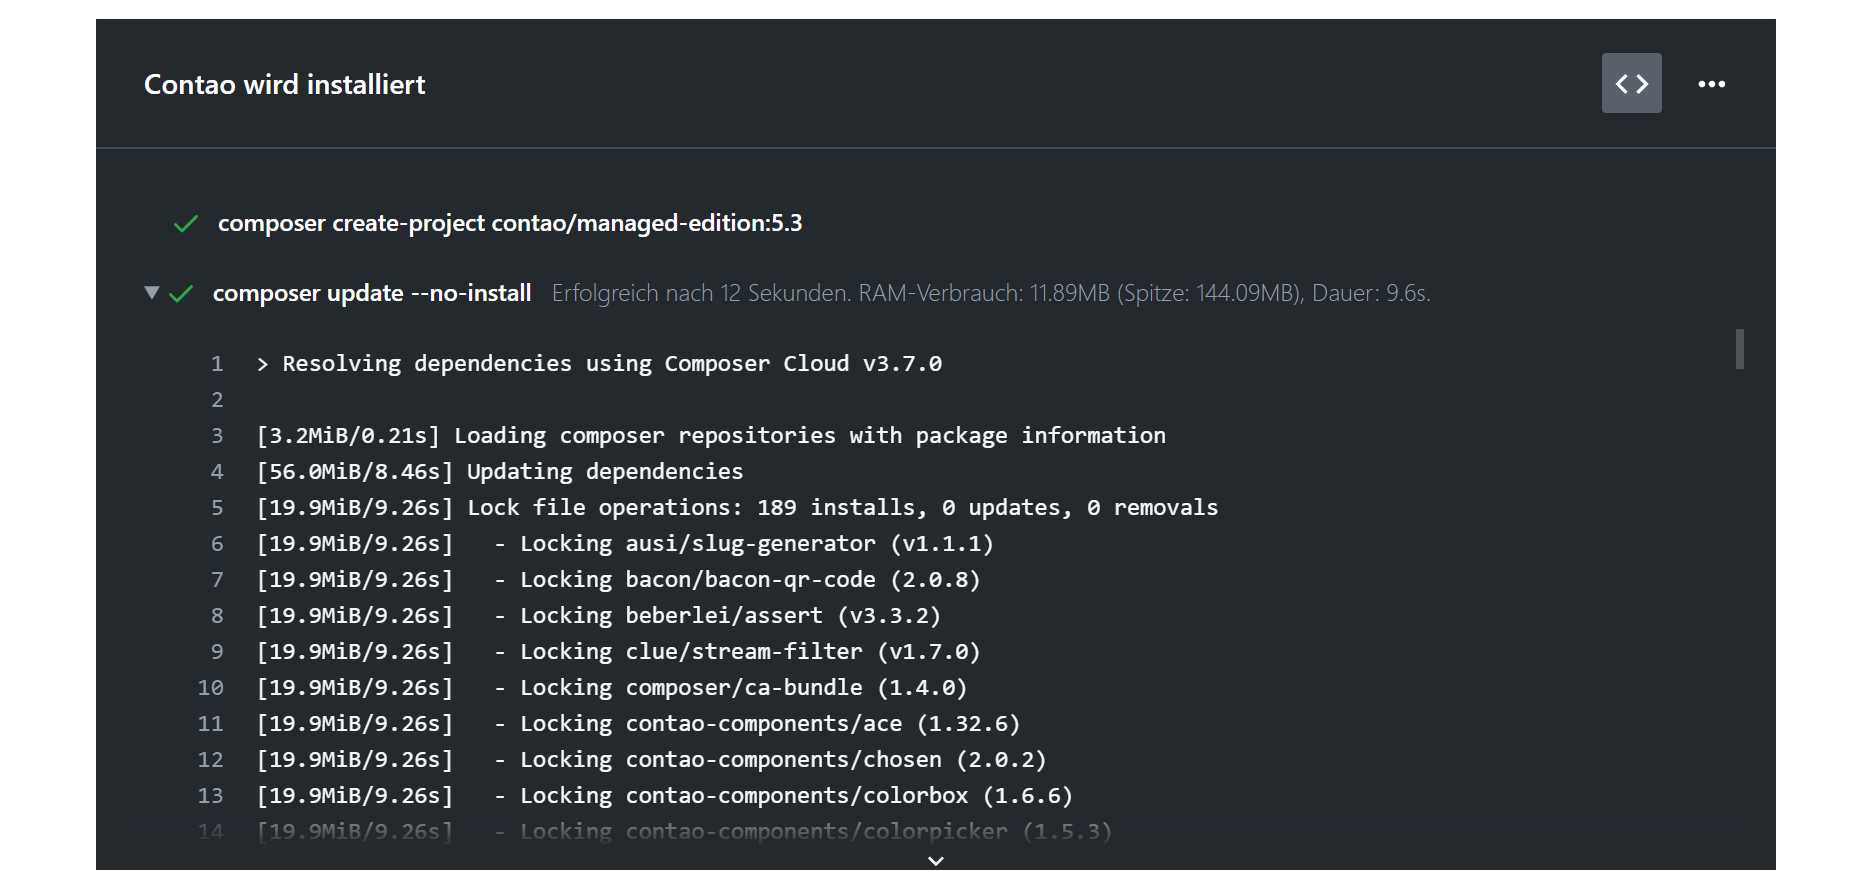 Contao wird installiert
composer create-project contao/managed-edition:5.3
composer update --no-install Erfolgreich nach 12 Sekunden. RAM-Verbrauch: 11.89MB (Spitze: 144.09MB), Dauer: 9.6s.
1 > Resolving dependencies using Composer Cloud v3.7.0
2
3 [3.2MiB/0.21s] Loading composer repositories with package information
4 [56.0MiB/8.46s] Updating dependencies
5 [19.9MiB/9.26s] Lock file operations: 189 installs, 0 updates, 0 removals
6 [19.9MiB/9.26s] - Locking ausi/slug-generator (v1.1.1)
7 [19.9MiB/9.26s] - Locking bacon/bacon-qr-code (2.0.8)
8 [19.9MiB/9.26s] - Locking beberlei/assert (v3.3.2)
9 [19.9MiB/9.26s] - Locking clue/stream-filter (v1.7.0)
10 [19.9MiB/9.26s] - Locking composer/ca-bundle (1.4.0)
11 [19.9MiB/9.26s] - Locking contao-components/ace (1.32.6)
12 [19.9MiB/9.26s] - Locking contao-components/chosen (2.0.2)
13 [19.9MiB/9.26s] - Locking contao-components/colorbox (1.6.6)
14 [19.9MiB/9.26s] - Locking contao-components/colorpicker (1.5.3)